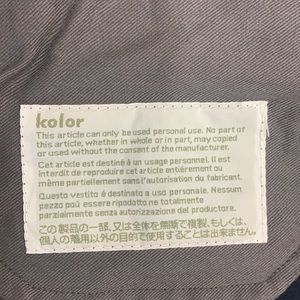 kolor
This article can only be used personal use. No part of
this article, whether in whole or in part, may copied
or used without the consent of the manufacturer.
Cet article est destiné à un usage personnel. Il est
interdit de reproduire cet article entièrement ou
même partiellement sans l'autorisation du fabricant.
Questo vestito é destinato a uso personale. Nessum
pezzo può essere riprodotto ne totalmente
parzialmente senza autorizzazione del productore.
この製品の一部、又は全体を無断で複製、もしくは、
個人の着用以外の目的で使用することは出来ません。